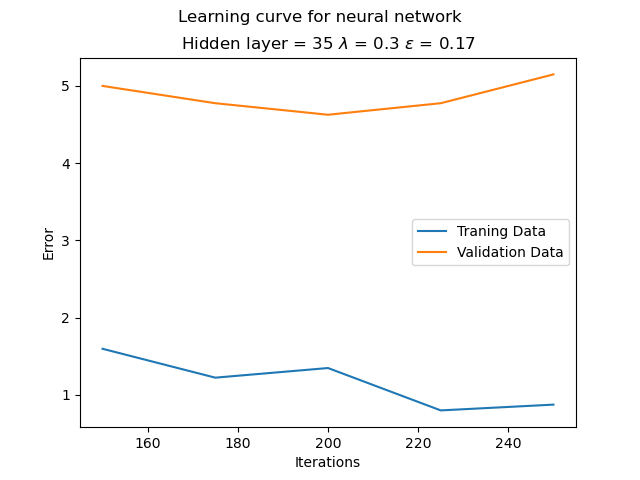 Learning curve for neural network
Hidden layer = 35 λ = 0.3 ε = 0.17
5
4
3
2
1
Error
Traning Data
Validation Data
160 180 200 220 240
Iterations